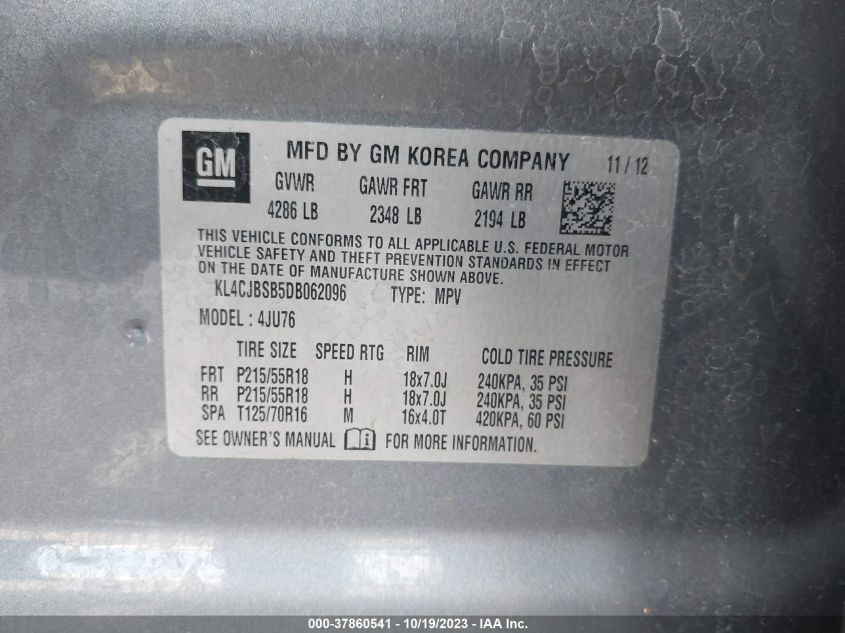 GM MFD BY GM KOREA COMPANY 11/12
GVWR GAWR FRT GAWR RR
4286 LB 2348 LB 2194 LB
THIS VEHICLE CONFORMS TO ALL APPLICABLE U.S. FEDERAL MOTOR
VEHICLE SAFETY AND THEFT PREVENTION STANDARDS IN EFFECT
ON THE DATE OF MANUFACTURE SHOWN ABOVE.
KL4CJBSB5DB062096 TYPE: MPV
MODEL : 4JU76
TIRE SIZE SPEED RTG RIM COLD TIRE PRESSURE
FRT P215/55R18 H 18x7.0J 240KPA, 35 PSI
RR P215/55R18 H 18x7.0J 240KPA, 35 PSI
SPA T125/70R16 M 16x4.0T 420KPA, 60 PSI
SEE OWNER'S MANUAL FOR MORE INFORMATION.
000-37860541 - 10/19/2023 - IAA Inc.